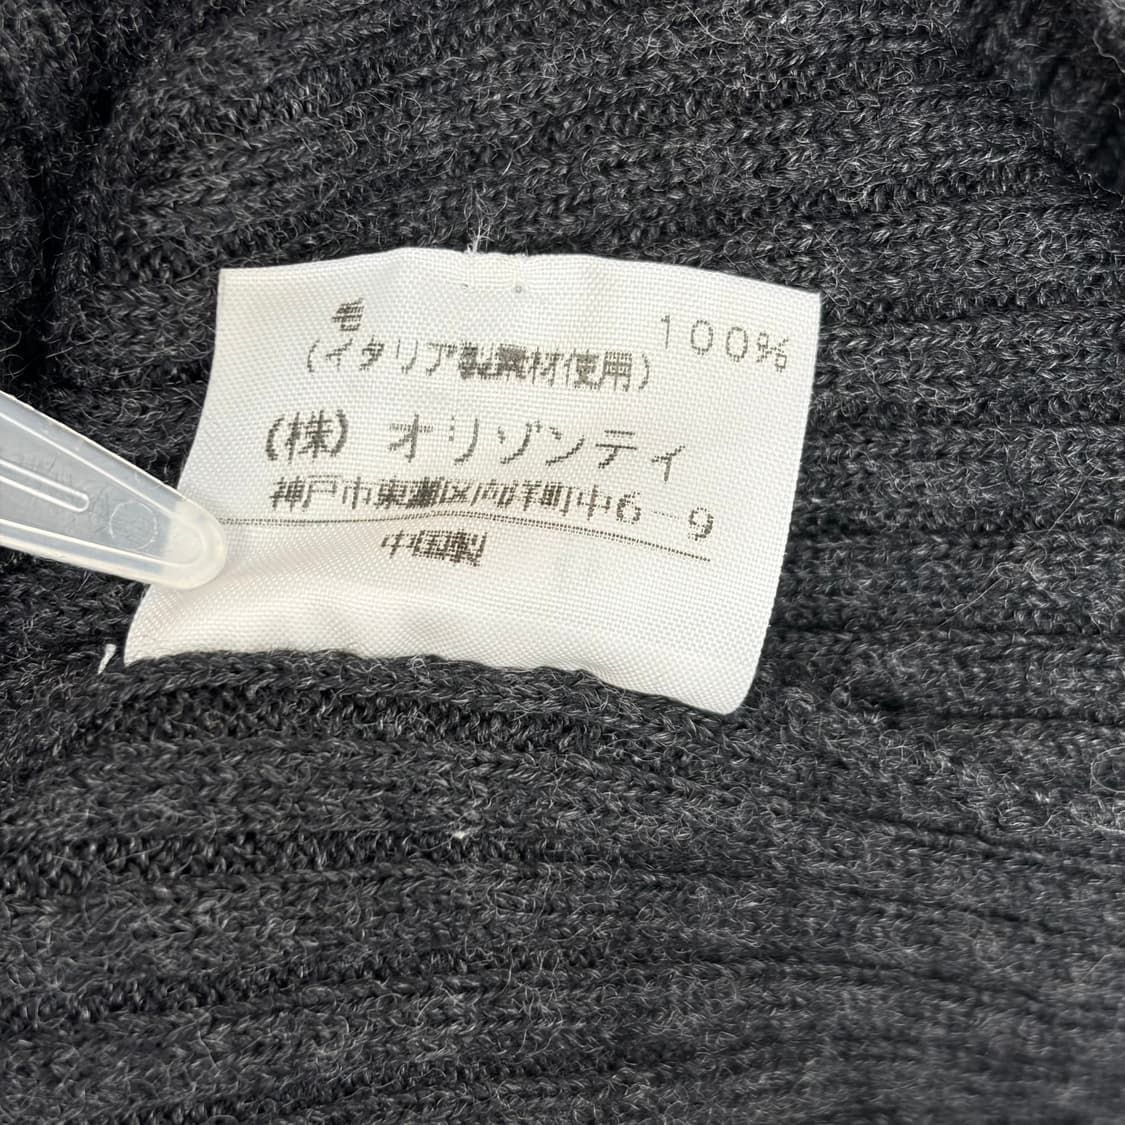 毛 100%
(イタリア製素材使用)
(株) オリゾンティ
神戸市東灘区向洋町中6-9
中国製